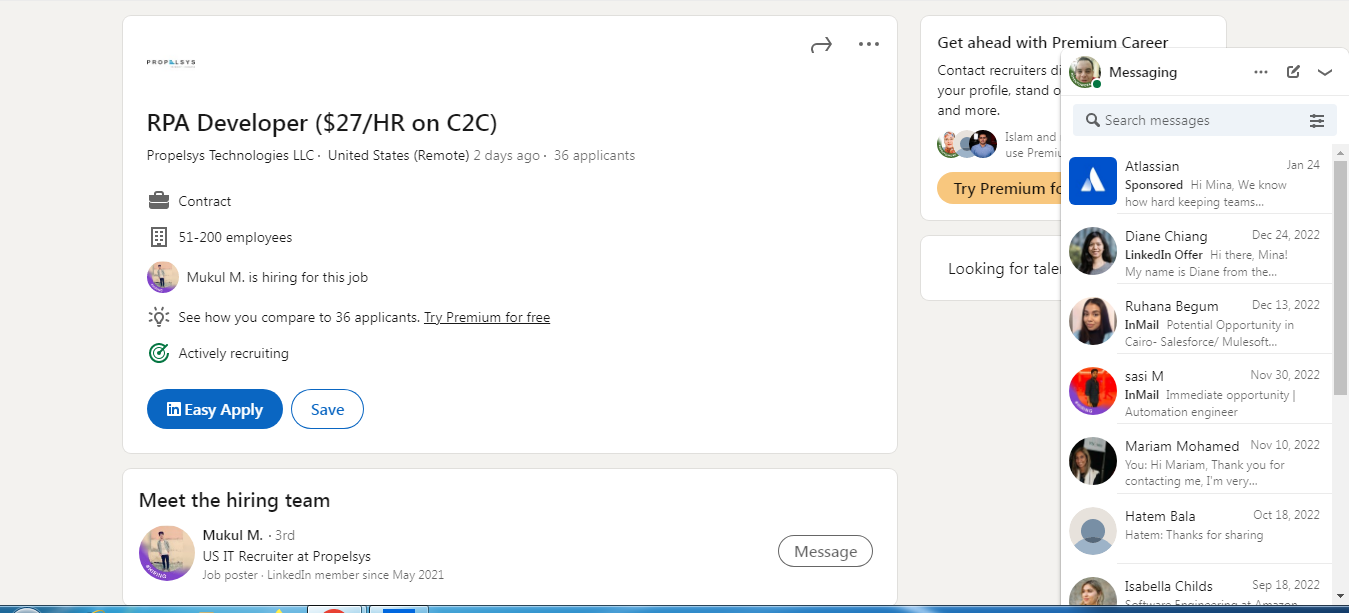 PROPELSYS
RPA Developer ($27/HR on C2C)
Propelsys Technologies LLC · United States (Remote) 2 days ago · 36 applicants
Contract
51-200 employees
Mukul M. is hiring for this job
See how you compare to 36 applicants. Try Premium for free
Actively recruiting
in Easy Apply
Save
Meet the hiring team
Mukul M. · 3rd
US IT Recruiter at Propelsys
Job poster · LinkedIn member since May 2021
Message
#HIRING
Get ahead with Premium Career
Contact recruiters di
your profile, stand o
and more.
Islam and
use Premiu
Try Premium fo
Looking for tale
Messaging
Search messages
Atlassian Jan 24
Sponsored Hi Mina, We know
how hard keeping teams...
Diane Chiang Dec 24, 2022
LinkedIn Offer Hi there, Mina!
My name is Diane from the...
Ruhana Begum Dec 13, 2022
InMail Potential Opportunity in
Cairo- Salesforce/ Mulesoft...
sasi M Nov 30, 2022
InMail Immediate opportunity |
Automation engineer
Mariam Mohamed Nov 10, 2022
You: Hi Mariam, Thank you for
contacting me, I'm very...
Hatem Bala Oct 18, 2022
Hatem: Thanks for sharing
Isabella Childs Sep 18, 2022
Software Engineering at Amazon